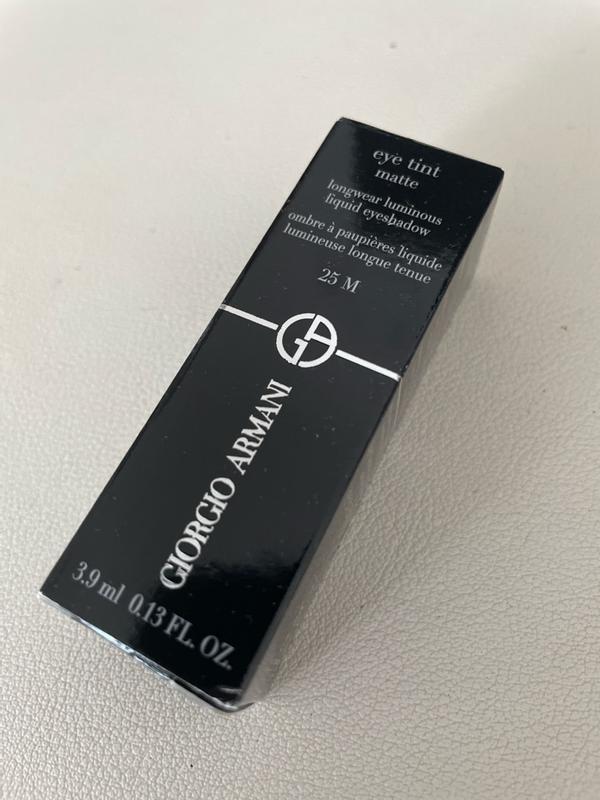 eye tint
matte
longwear luminous
liquid eyeshadow
ombre à paupières liquide
lumineuse longue tenue
25 M
GA
GIORGIO ARMANI
3.9 ml 0.13 FL. OZ.